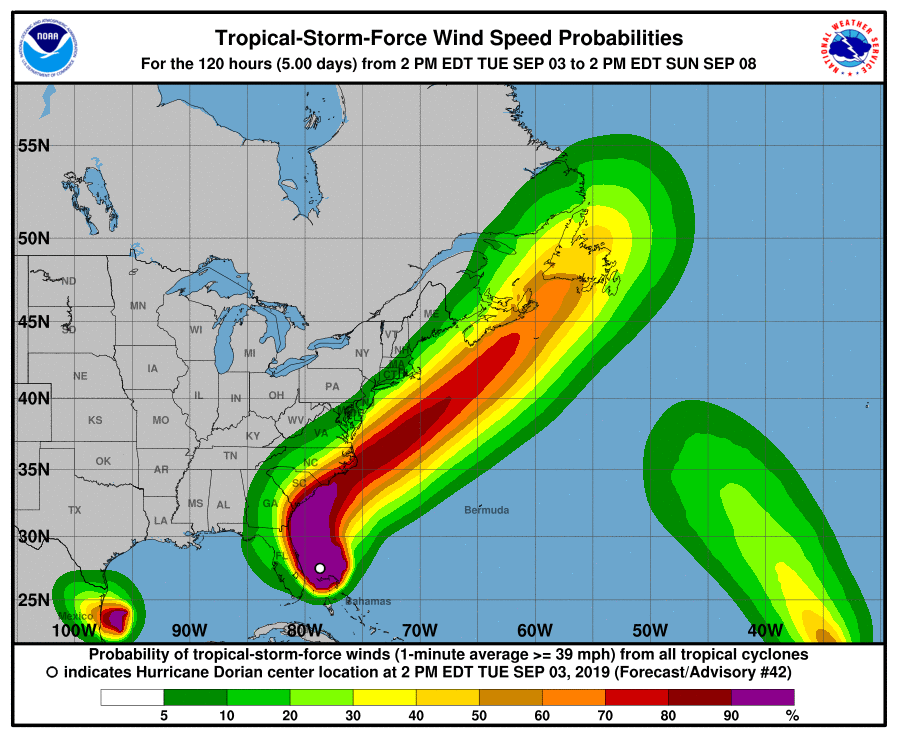 Tropical-Storm-Force Wind Speed Probabilities
For the 120 hours (5.00 days) from 2 PM EDT TUE SEP 03 to 2 PM EDT SUN SEP 08
NOAA
NATIONAL WEATHER SERVICE
55N
50N
ND
MN
ME
45N
SD
WI
VT
NH
MI
NY
MA
CT
RI
NE
IA
PA
40N
IL
IN
OH
NJ
MD
DE
KS
MO
WV
VA
KY
35N
OK
TN
NC
AR
SC
TX
MS
AL
GA
Bermuda
LA
30N
FL
25N
Bahamas
Mexico
100W
90W
80W
70W
60W
50W
40W
Probability of tropical-storm-force winds (1-minute average >= 39 mph) from all tropical cyclones
indicates Hurricane Dorian center location at 2 PM EDT TUE SEP 03, 2019 (Forecast/Advisory #42)
5 10 20 30 40 50 60 70 80 90 %